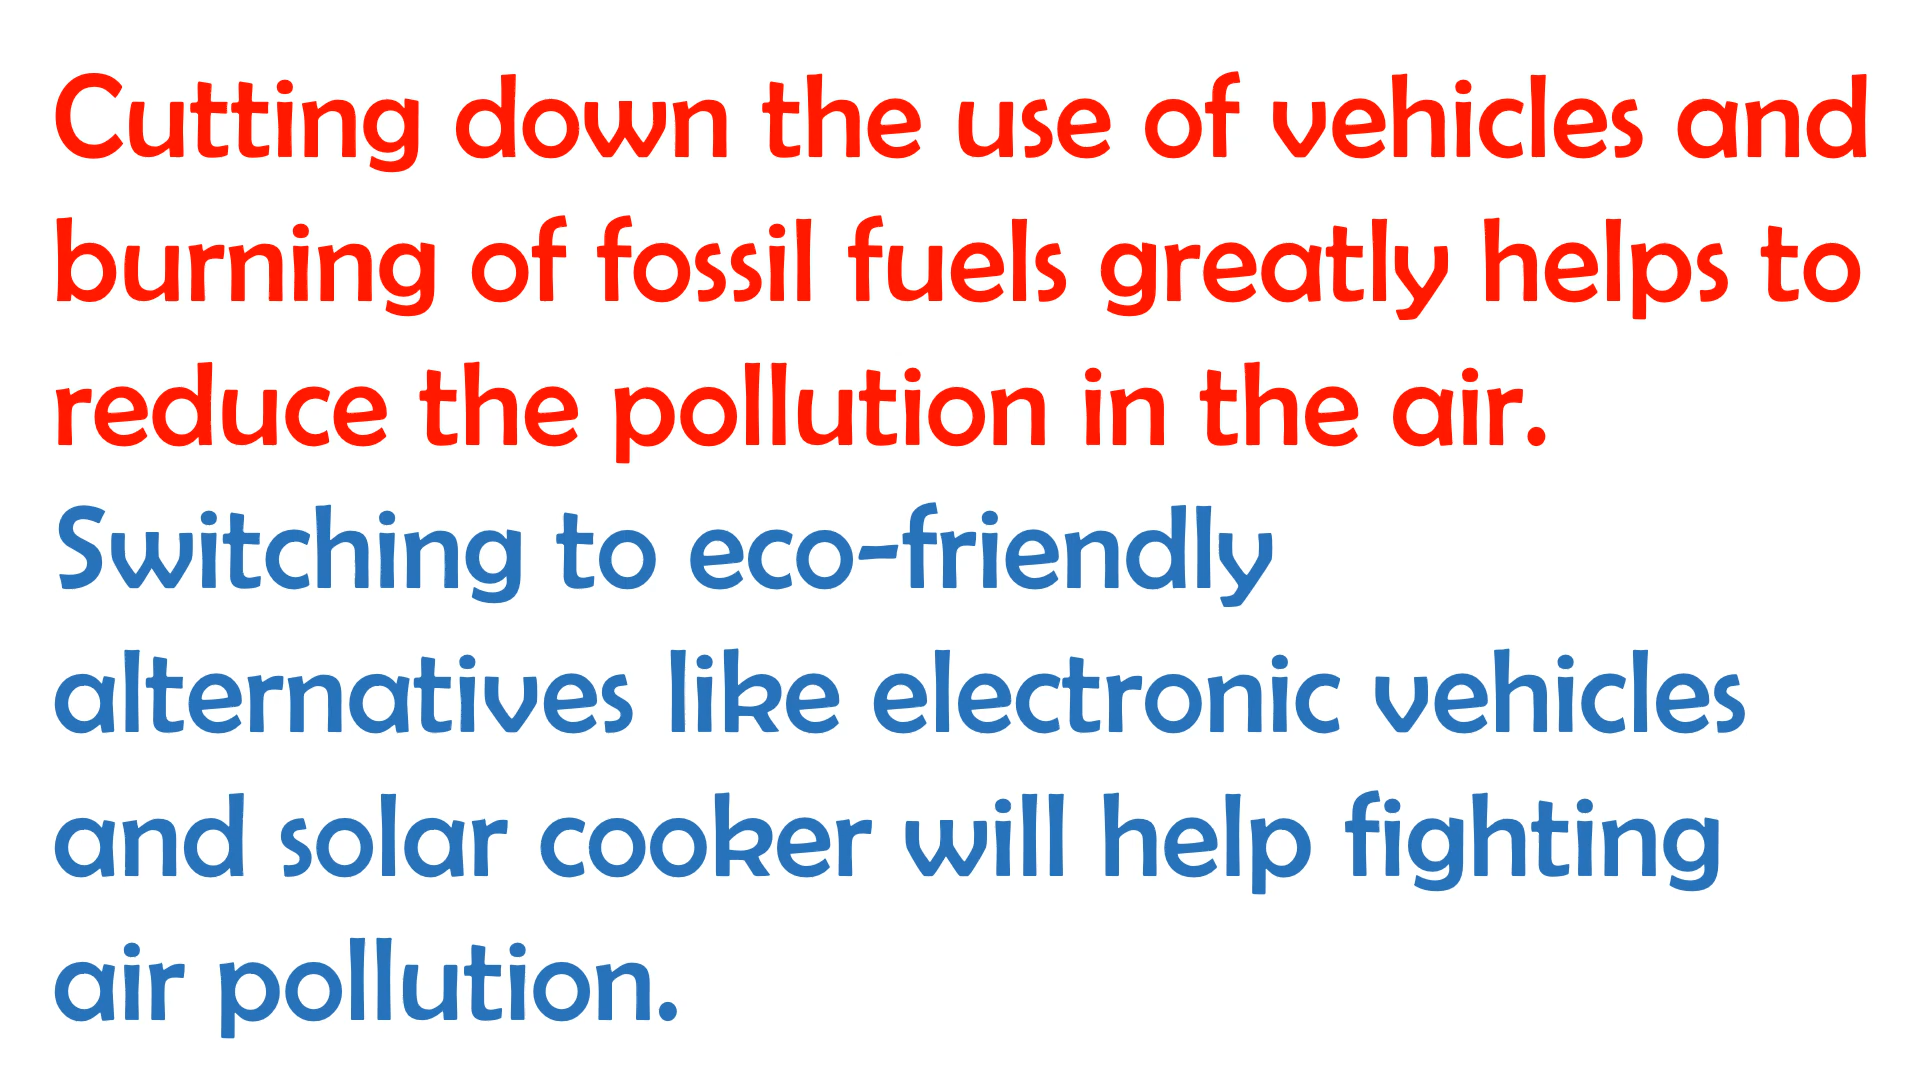 Cutting down the use of vehicles and
burning of fossil fuels greatly helps to
reduce the pollution in the air.
Switching to eco-friendly
alternatives like electronic vehicles
and solar cooker will help fighting
air pollution.